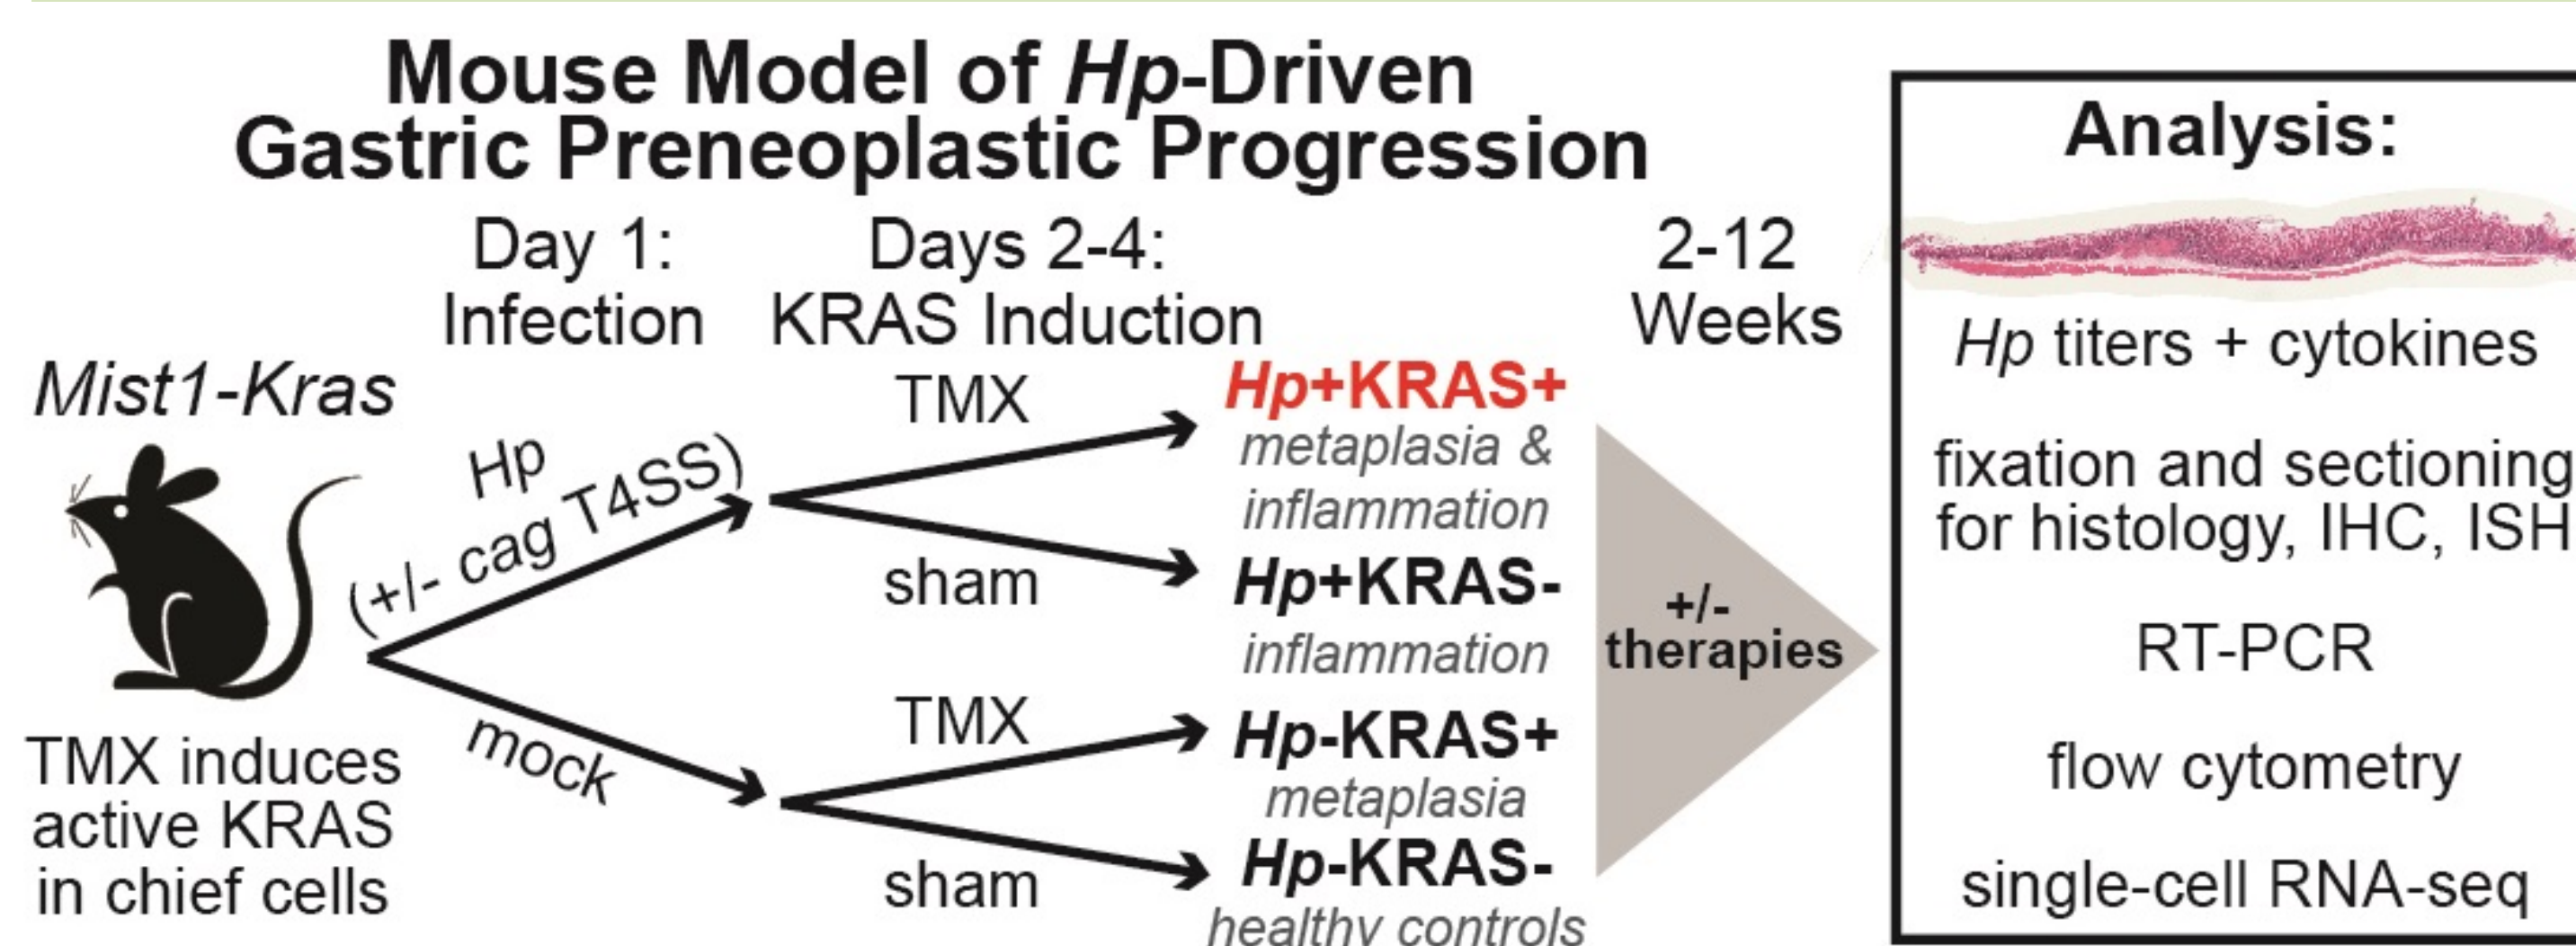 Mouse Model of Hp-Driven
Gastric Preneoplastic Progression
Day 1:
Infection
Days 2-4:
KRAS Induction
2-12
Weeks
Mist1-Kras
TMX induces
active KRAS
in chief cells
Hp
(+/- cag T4SS)
mock
TMX
sham
TMX
sham
Hp+KRAS+
metaplasia &
inflammation
Hp+KRAS-
inflammation
Hp-KRAS+
metaplasia
Hp-KRAS-
healthy controls
+/-
therapies
Analysis:
Hp titers + cytokines
fixation and sectioning
for histology, IHC, ISH
RT-PCR
flow cytometry
single-cell RNA-seq